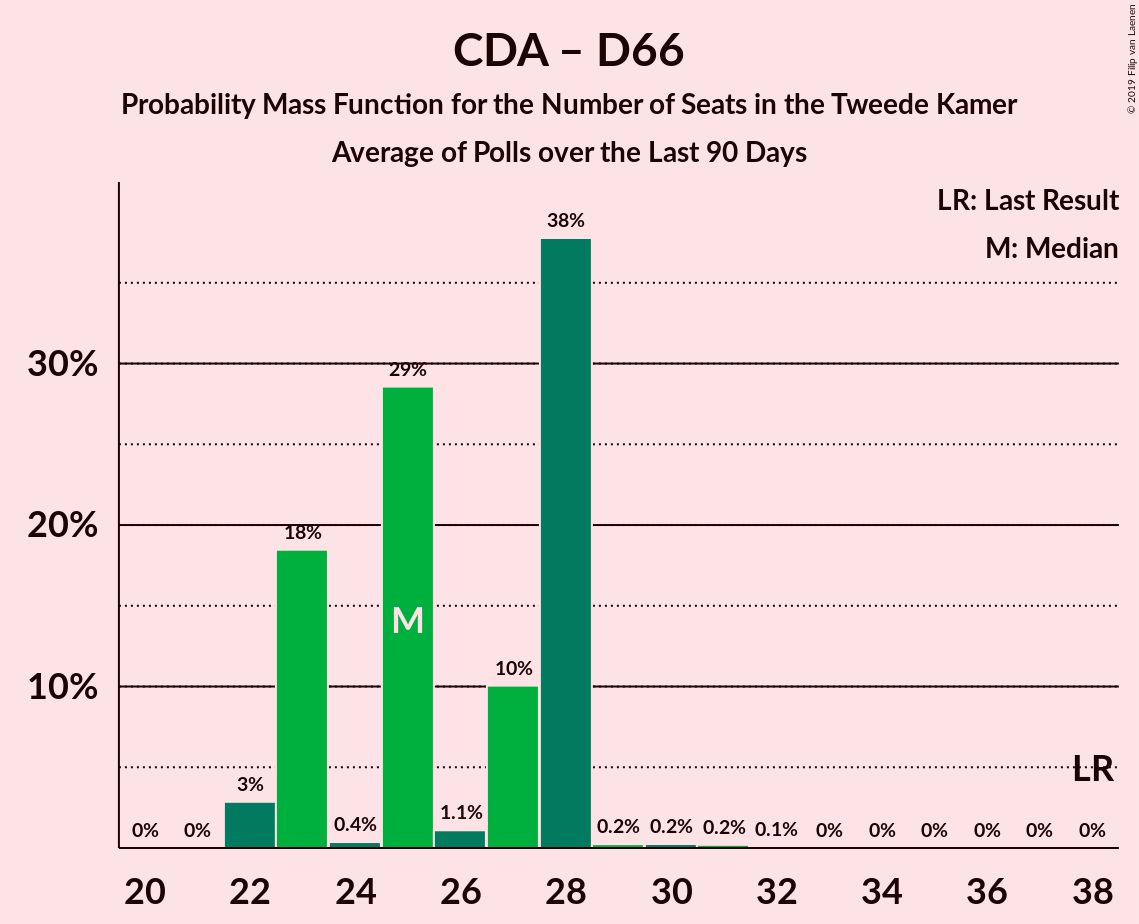 CDA – D66
Probability Mass Function for the Number of Seats in the Tweede Kamer
Average of Polls over the Last 90 Days
© 2019 Filip van Laenen
LR: Last Result
M: Median
38%
30%
29%
20%
18%
M
10%
10%
LR
3%
1.1%
0% 0% 0.4% 0.2% 0.2% 0.2% 0.1% 0% 0% 0% 0% 0% 0%
20 22 24 26 28 30 32 34 36 38